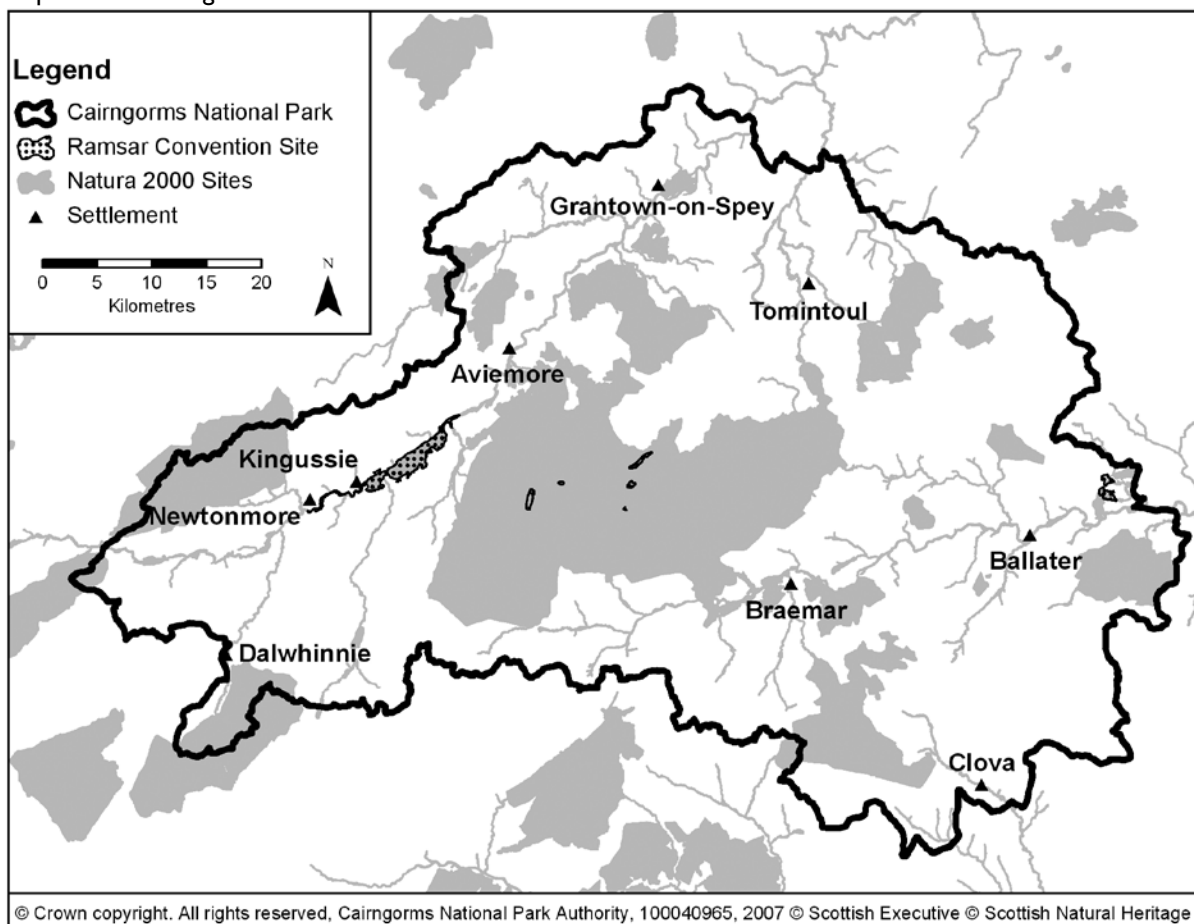 Legend
Cairngorms National Park
Ramsar Convention Site
Natura 2000 Sites
Settlement
0 5 10 15 20
Kilometres
N
Grantown-on-Spey
Tomintoul
Aviemore
Kingussie
Newtonmore
Ballater
Braemar
Dalwhinnie
Clova
© Crown copyright. All rights reserved, Cairngorms National Park Authority, 100040965, 2007 © Scottish Executive © Scottish Natural Heritage